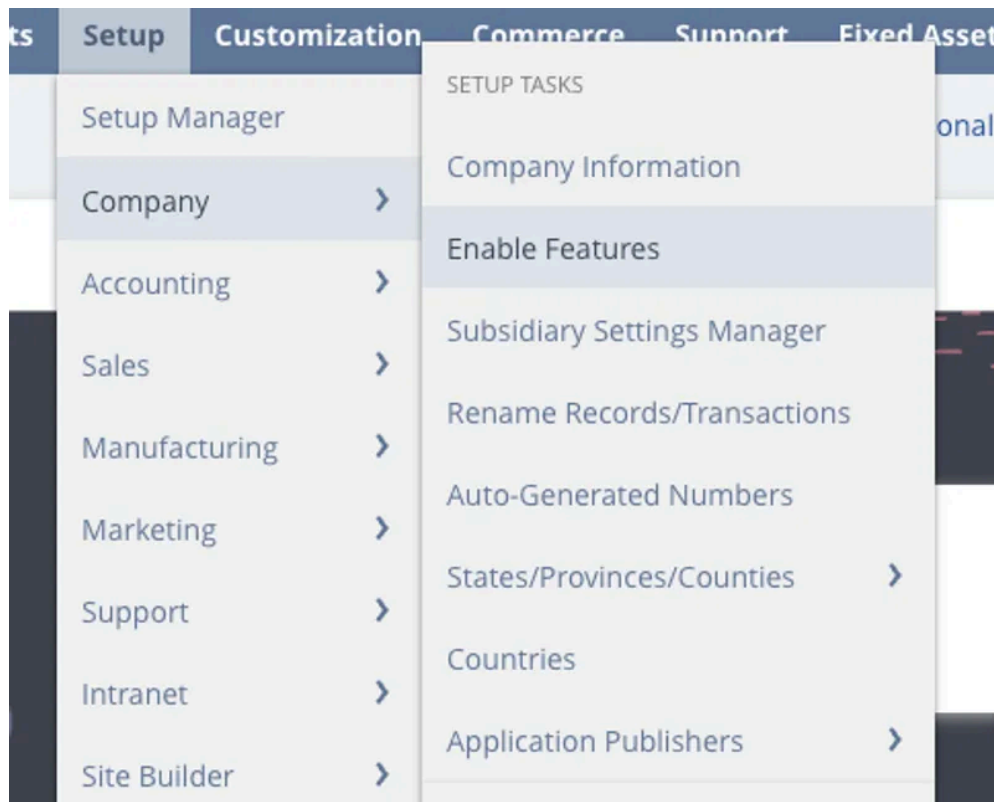 ts Setup Customization Commerce Support Fixed Asset
SETUP TASKS
Setup Manager
onal
Company Information
Company
Enable Features
Accounting
Subsidiary Settings Manager
Sales
Rename Records/Transactions
Manufacturing
Auto-Generated Numbers
Marketing
States/Provinces/Counties
Support
Countries
Intranet
Application Publishers
Site Builder